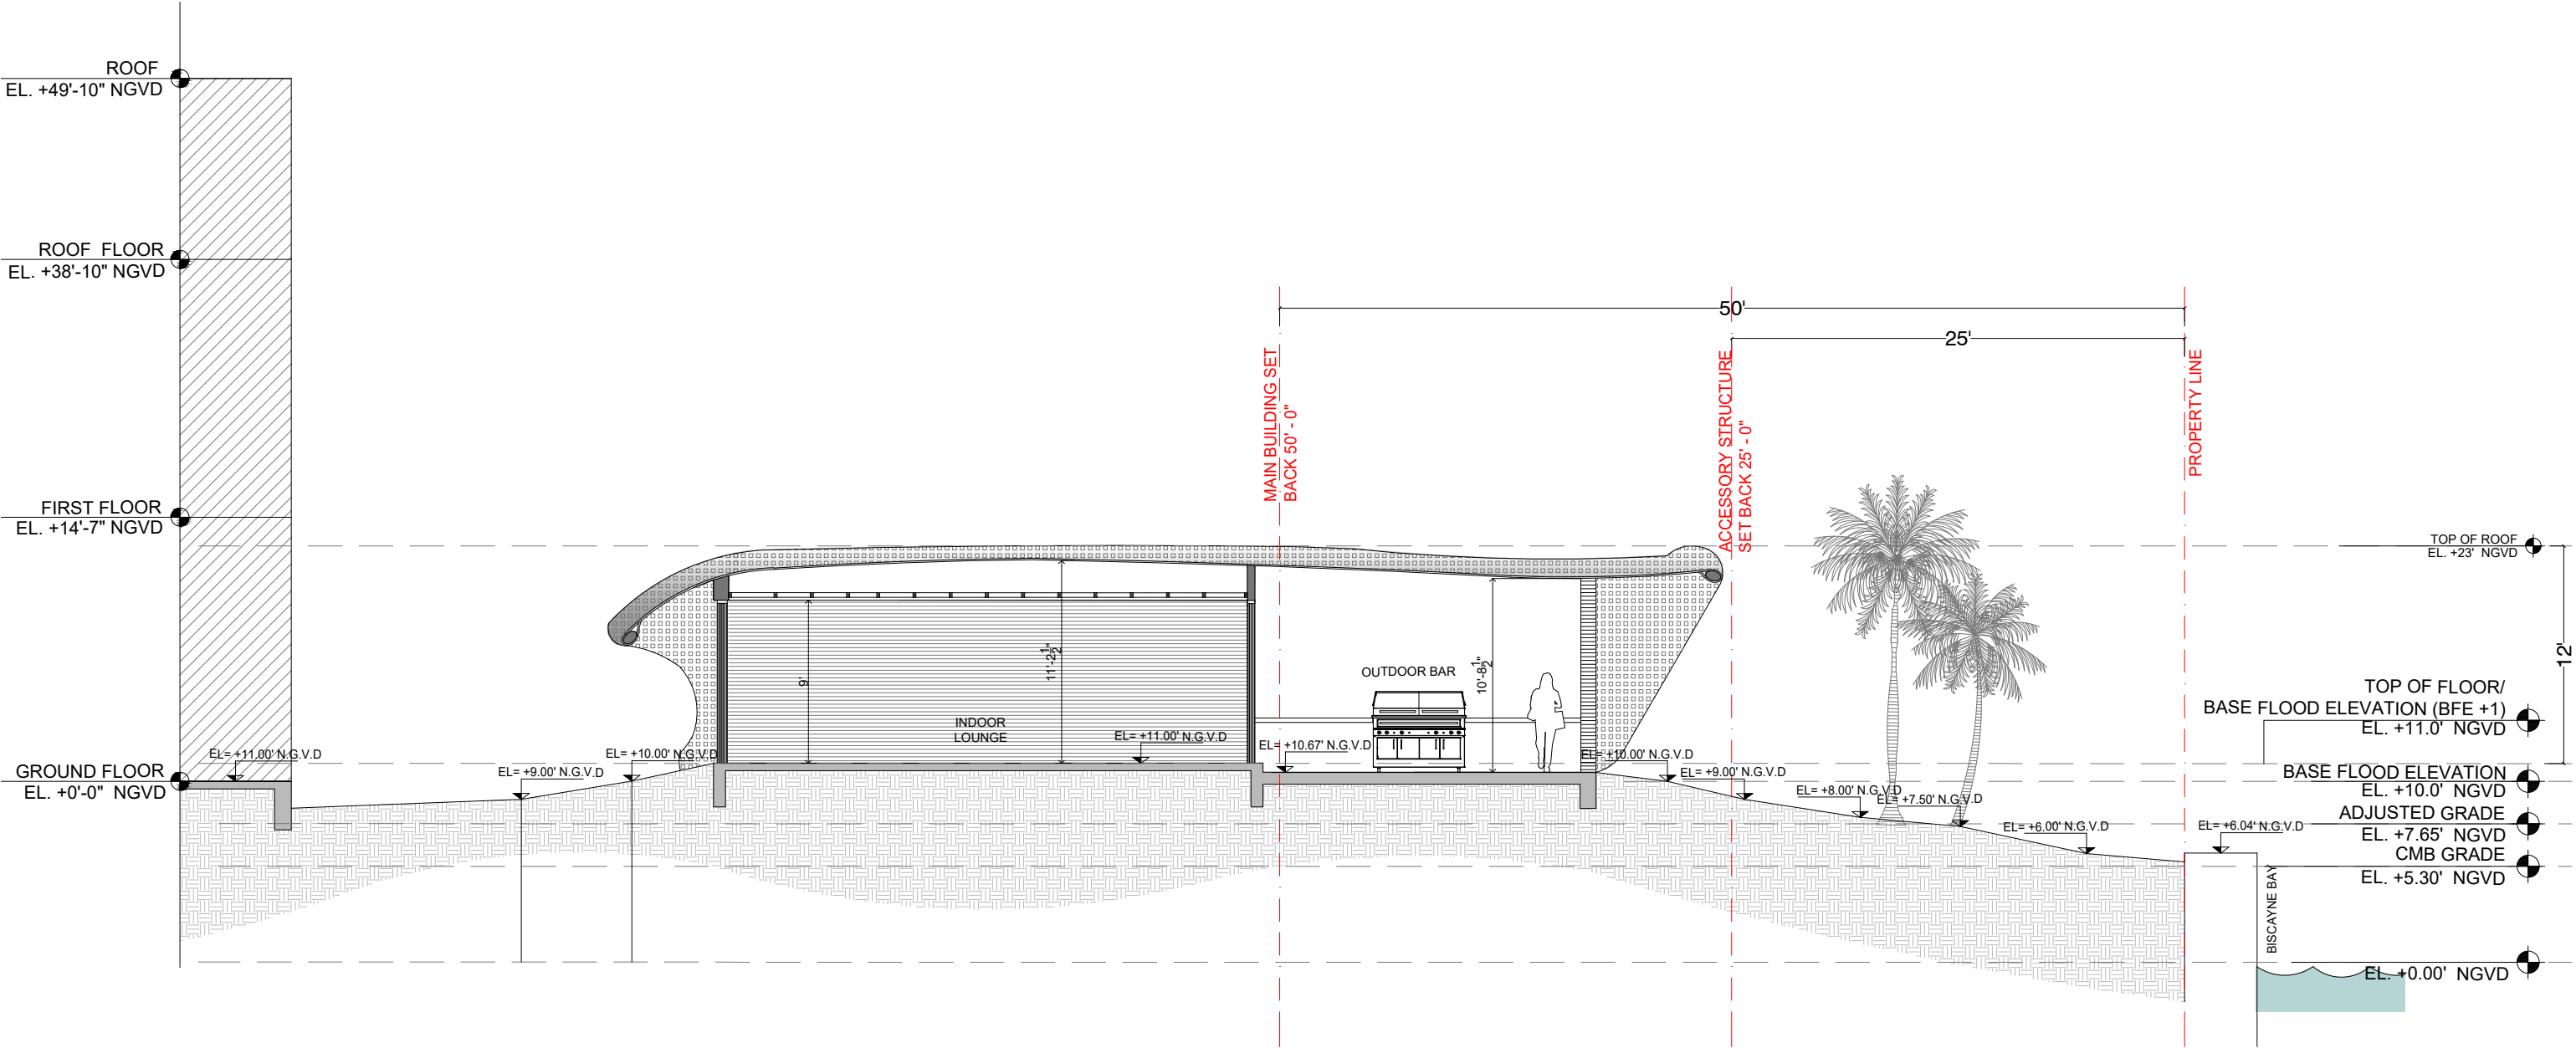 ROOF
EL. +49'-10" NGVD
ROOF FLOOR
EL. +38'-10" NGVD
FIRST FLOOR
EL. +14'-7" NGVD
GROUND FLOOR
EL. +0'-0" NGVD
EL= +11.00' N.G.V.D
EL= +9.00' N.G.V.D
EL= +10.00' N.G.V.D
9'
INDOOR
LOUNGE
11'-2 1/2"
EL= +11.00' N.G.V.D
50'
25'
MAIN BUILDING SET
BACK 50' - 0"
ACCESSORY STRUCTURE
SET BACK 25' - 0"
PROPERTY LINE
OUTDOOR BAR
10'-8 1/2"
EL= +10.67' N.G.V.D
EL= +10.00' N.G.V.D
EL= +9.00' N.G.V.D
EL= +8.00' N.G.V.D
EL= +7.50' N.G.V.D
EL= +6.00' N.G.V.D
EL= +6.04' N.G.V.D
BISCAYNE BAY
TOP OF ROOF
EL. +23' NGVD
12'
TOP OF FLOOR/
BASE FLOOD ELEVATION (BFE +1)
EL. +11.0' NGVD
BASE FLOOD ELEVATION
EL. +10.0' NGVD
ADJUSTED GRADE
EL. +7.65' NGVD
CMB GRADE
EL. +5.30' NGVD
EL. +0.00' NGVD